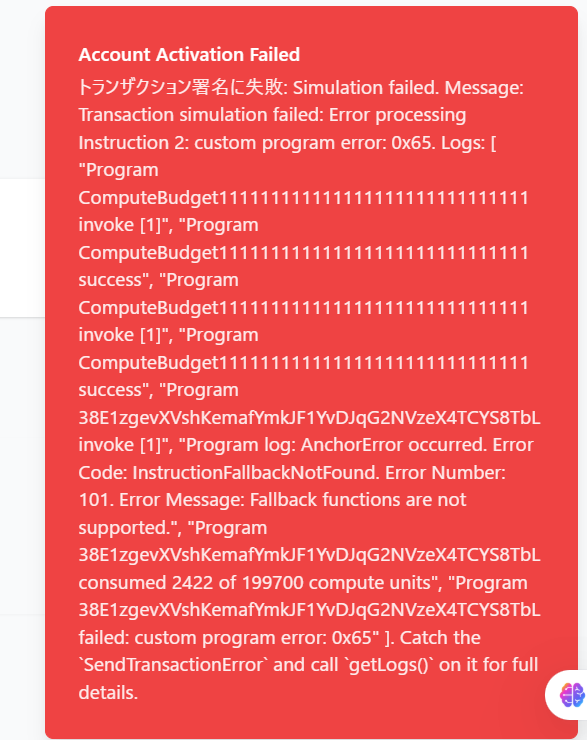 Account Activation Failed
トランザクション署名に失敗: Simulation failed. Message:
Transaction simulation failed: Error processing
Instruction 2: custom program error: 0x65. Logs: [
"Program
ComputeBudget111111111111111111111111111111
invoke [1]", "Program
ComputeBudget111111111111111111111111111111
success", "Program
ComputeBudget111111111111111111111111111111
invoke [1]", "Program
ComputeBudget111111111111111111111111111111
success", "Program
38E1zgevXVshKemafYmkJF1YvDJqG2NVzeX4TCYS8TbL
invoke [1]", "Program log: AnchorError occurred. Error
Code: InstructionFallbackNotFound. Error Number:
101. Error Message: Fallback functions are not
supported.", "Program
38E1zgevXVshKemafYmkJF1YvDJqG2NVzeX4TCYS8TbL
consumed 2422 of 199700 compute units", "Program
38E1zgevXVshKemafYmkJF1YvDJqG2NVzeX4TCYS8TbL
failed: custom program error: 0x65" ]. Catch the
`SendTransactionError` and call `getLogs()` on it for full
details.